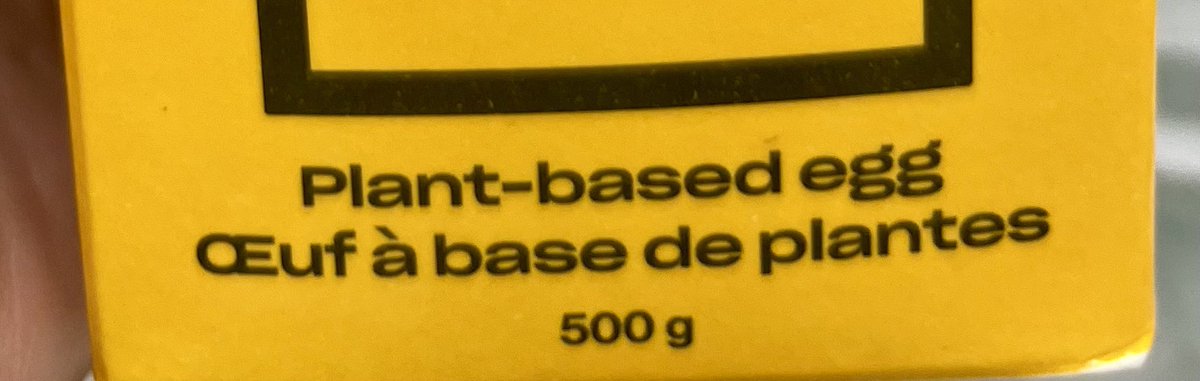 Plant-based egg
Œuf à base de plantes
500 g